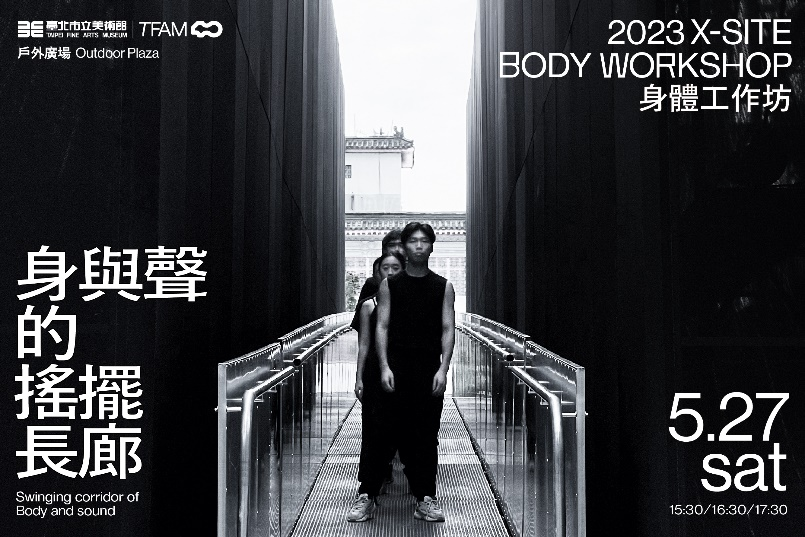 臺北市立美術館
TAIPEI FINE ARTS MUSEUM
TFAM
戶外廣場 Outdoor Plaza
2023 X-SITE
BODY WORKSHOP
身體工作坊
身與聲
的
搖擺
長廊
Swinging corridor of
Body and sound
5.27
sat
15:30/16:30/17:30